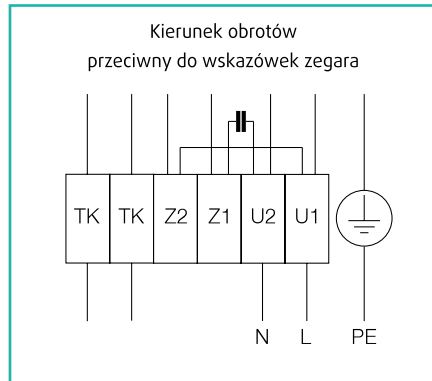 Kierunek obrotów
przeciwny do wskazówek zegara
TK TK Z2 Z1 U2 U1
N L PE